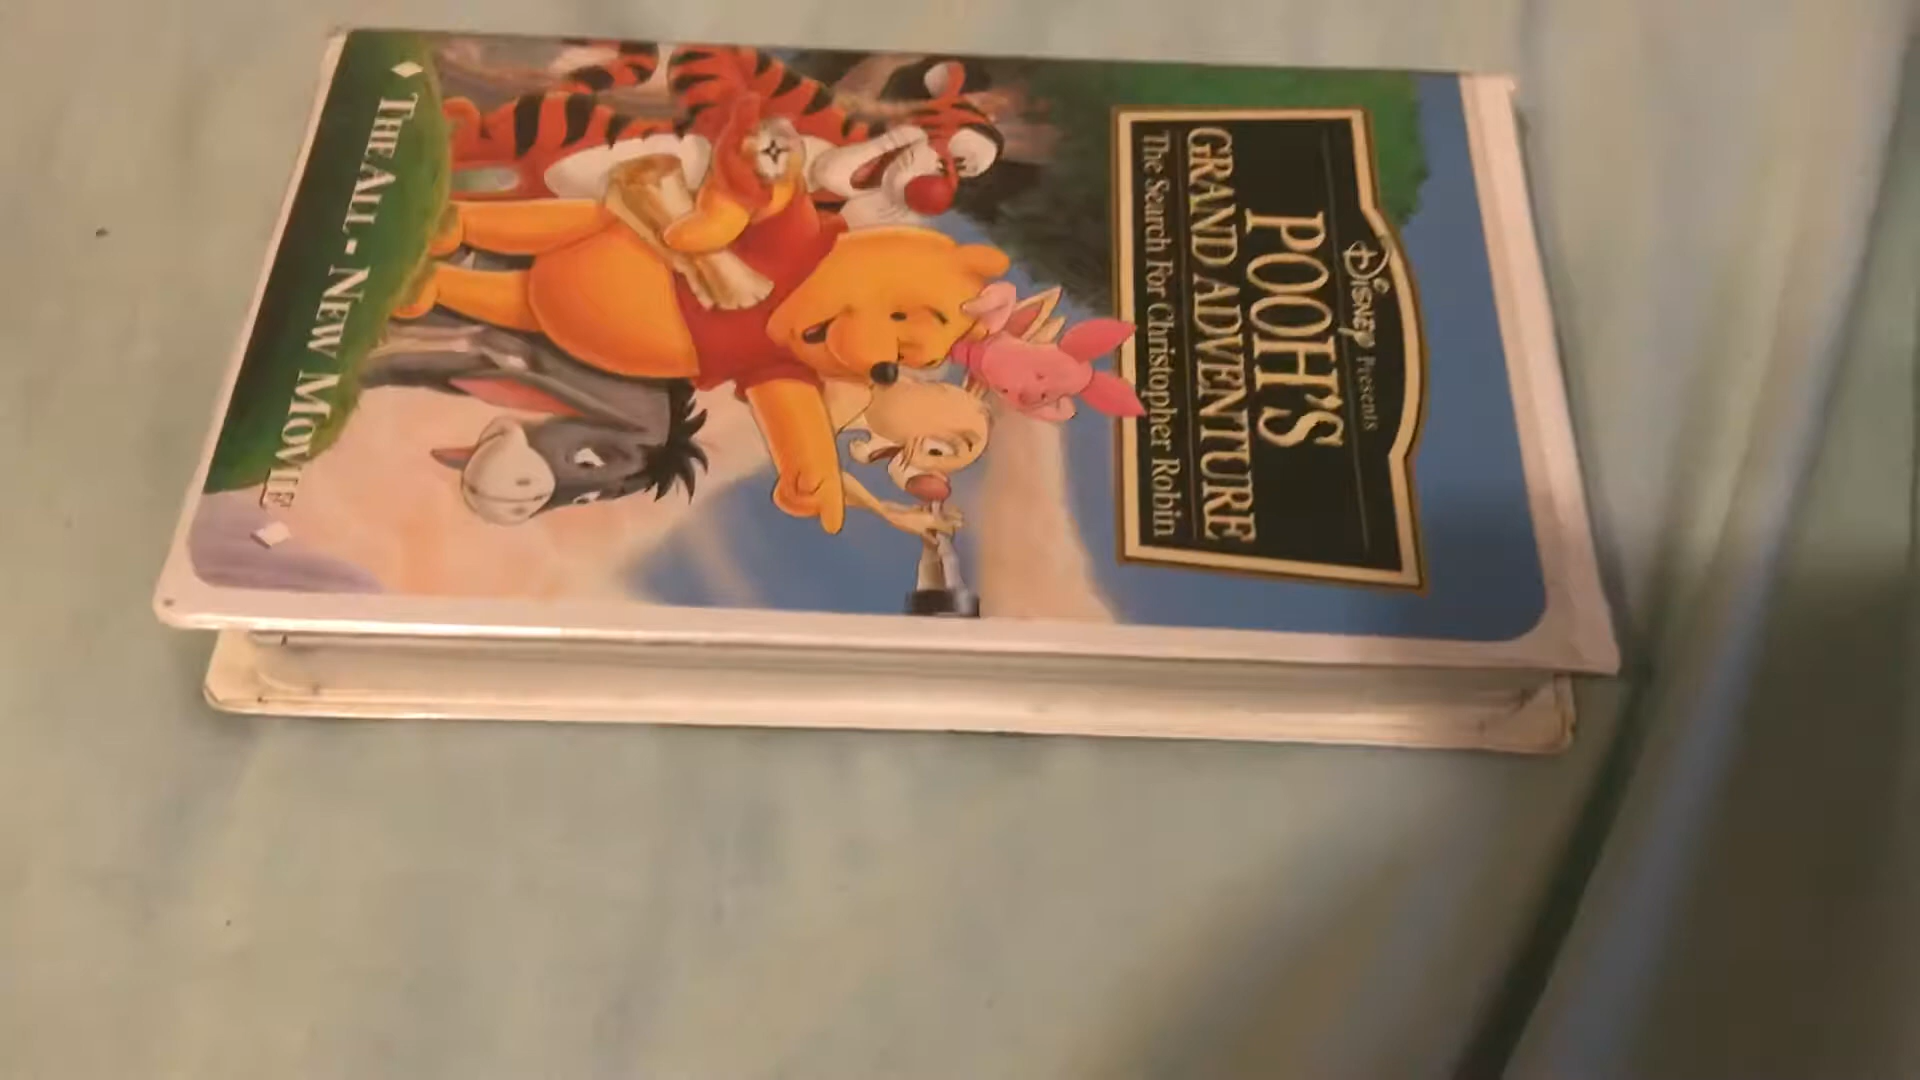 Disney Presents
POOH'S
GRAND ADVENTURE
The Search For Christopher Robin
THE ALL-NEW MOVIE